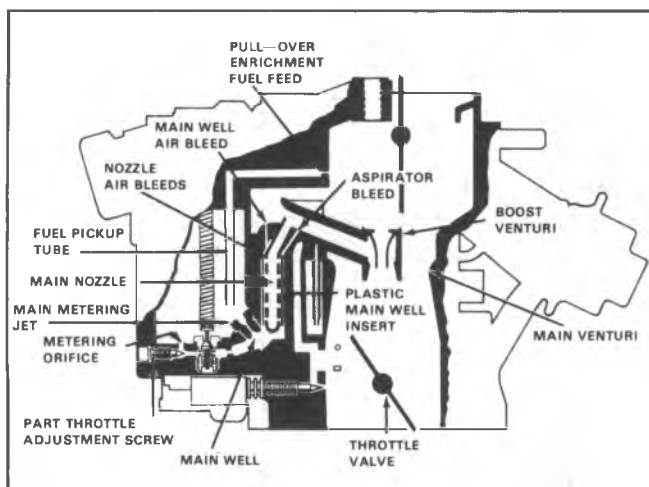 PULL—OVER
ENRICHMENT
FUEL FEED
MAIN WELL
AIR BLEED
NOZZLE
AIR BLEEDS
ASPIRATOR
BLEED
FUEL PICKUP
TUBE
BOOST
VENTURI
MAIN NOZZLE
PLASTIC
MAIN WELL
INSERT
MAIN METERING
JET
MAIN VENTURI
METERING
ORIFICE
PART THROTTLE
ADJUSTMENT SCREW
MAIN WELL
THROTTLE
VALVE